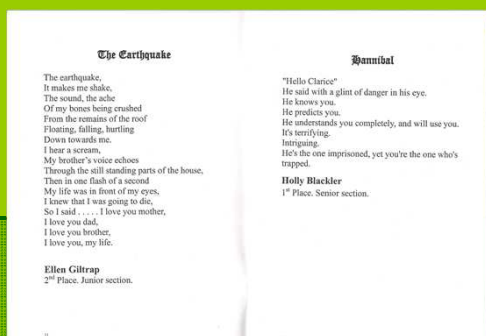 The Earthquake
The earthquake,
It makes me shake,
The sound, the ache
Of my bones being crushed
From the remains of the roof
Floating, falling, hurtling
Down towards me.
I hear a scream,
My brother's voice echoes
Through the still standing parts of the house.
Then in one flash of a second
My life was in front of my eyes,
I knew that I was going to die,
So I said . . . . . I love you mother,
I love you dad,
I love you brother,
I love you, my life.
Ellen Giltrap
2nd Place. Junior section.
Hannibal
"Hello Clarice"
He said with a glint of danger in his eye.
He knows you.
He predicts you.
He understands you completely, and will use you.
It's terrifying.
Intriguing.
He's the one imprisoned, yet you're the one who's
trapped.
Holly Blackler
1st Place. Senior section.